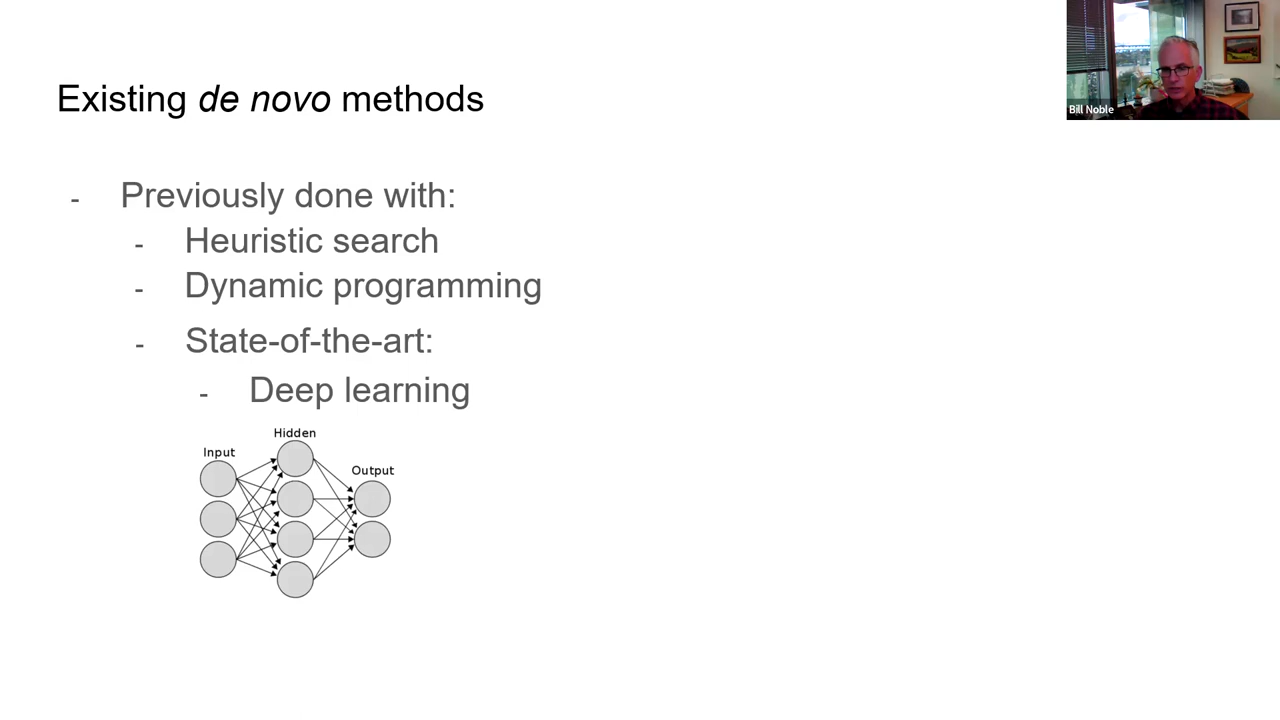 Bill Noble
Existing de novo methods
- Previously done with:
- Heuristic search
- Dynamic programming
- State-of-the-art:
- Deep learning
Hidden
Input
Output